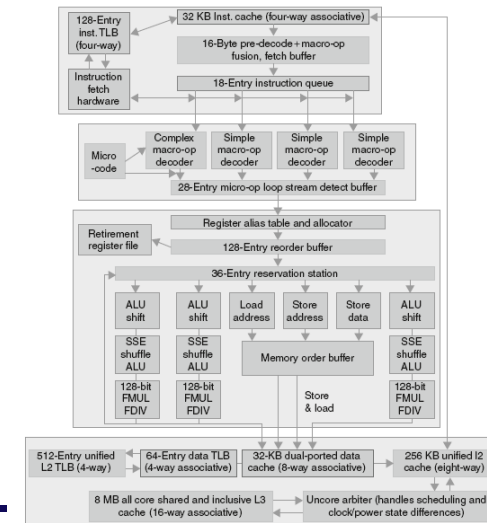 128-Entry
inst. TLB
(four-way)
32 KB Inst. cache (four-way associative)
16-Byte pre-decode+macro-op
fusion, fetch buffer
Instruction
fetch
hardware
18-Entry instruction queue
Micro
-code
Complex
macro-op
decoder
Simple
macro-op
decoder
Simple
macro-op
decoder
Simple
macro-op
decoder
28-Entry micro-op loop stream detect buffer
Register alias table and allocator
Retirement
register file
128-Entry reorder buffer
36-Entry reservation station
ALU
shift
ALU
shift
Load
address
Store
address
Store
data
ALU
shift
SSE
shuffle
ALU
SSE
shuffle
ALU
Memory order buffer
SSE
shuffle
ALU
128-bit
FMUL
FDIV
128-bit
FMUL
FDIV
Store
& load
128-bit
FMUL
FDIV
512-Entry unified
L2 TLB (4-way)
64-Entry data TLB
(4-way associative)
32-KB dual-ported data
cache (8-way associative)
256 KB unified l2
cache (eight-way)
8 MB all core shared and inclusive L3
cache (16-way associative)
Uncore arbiter (handles scheduling and
clock/power state differences)